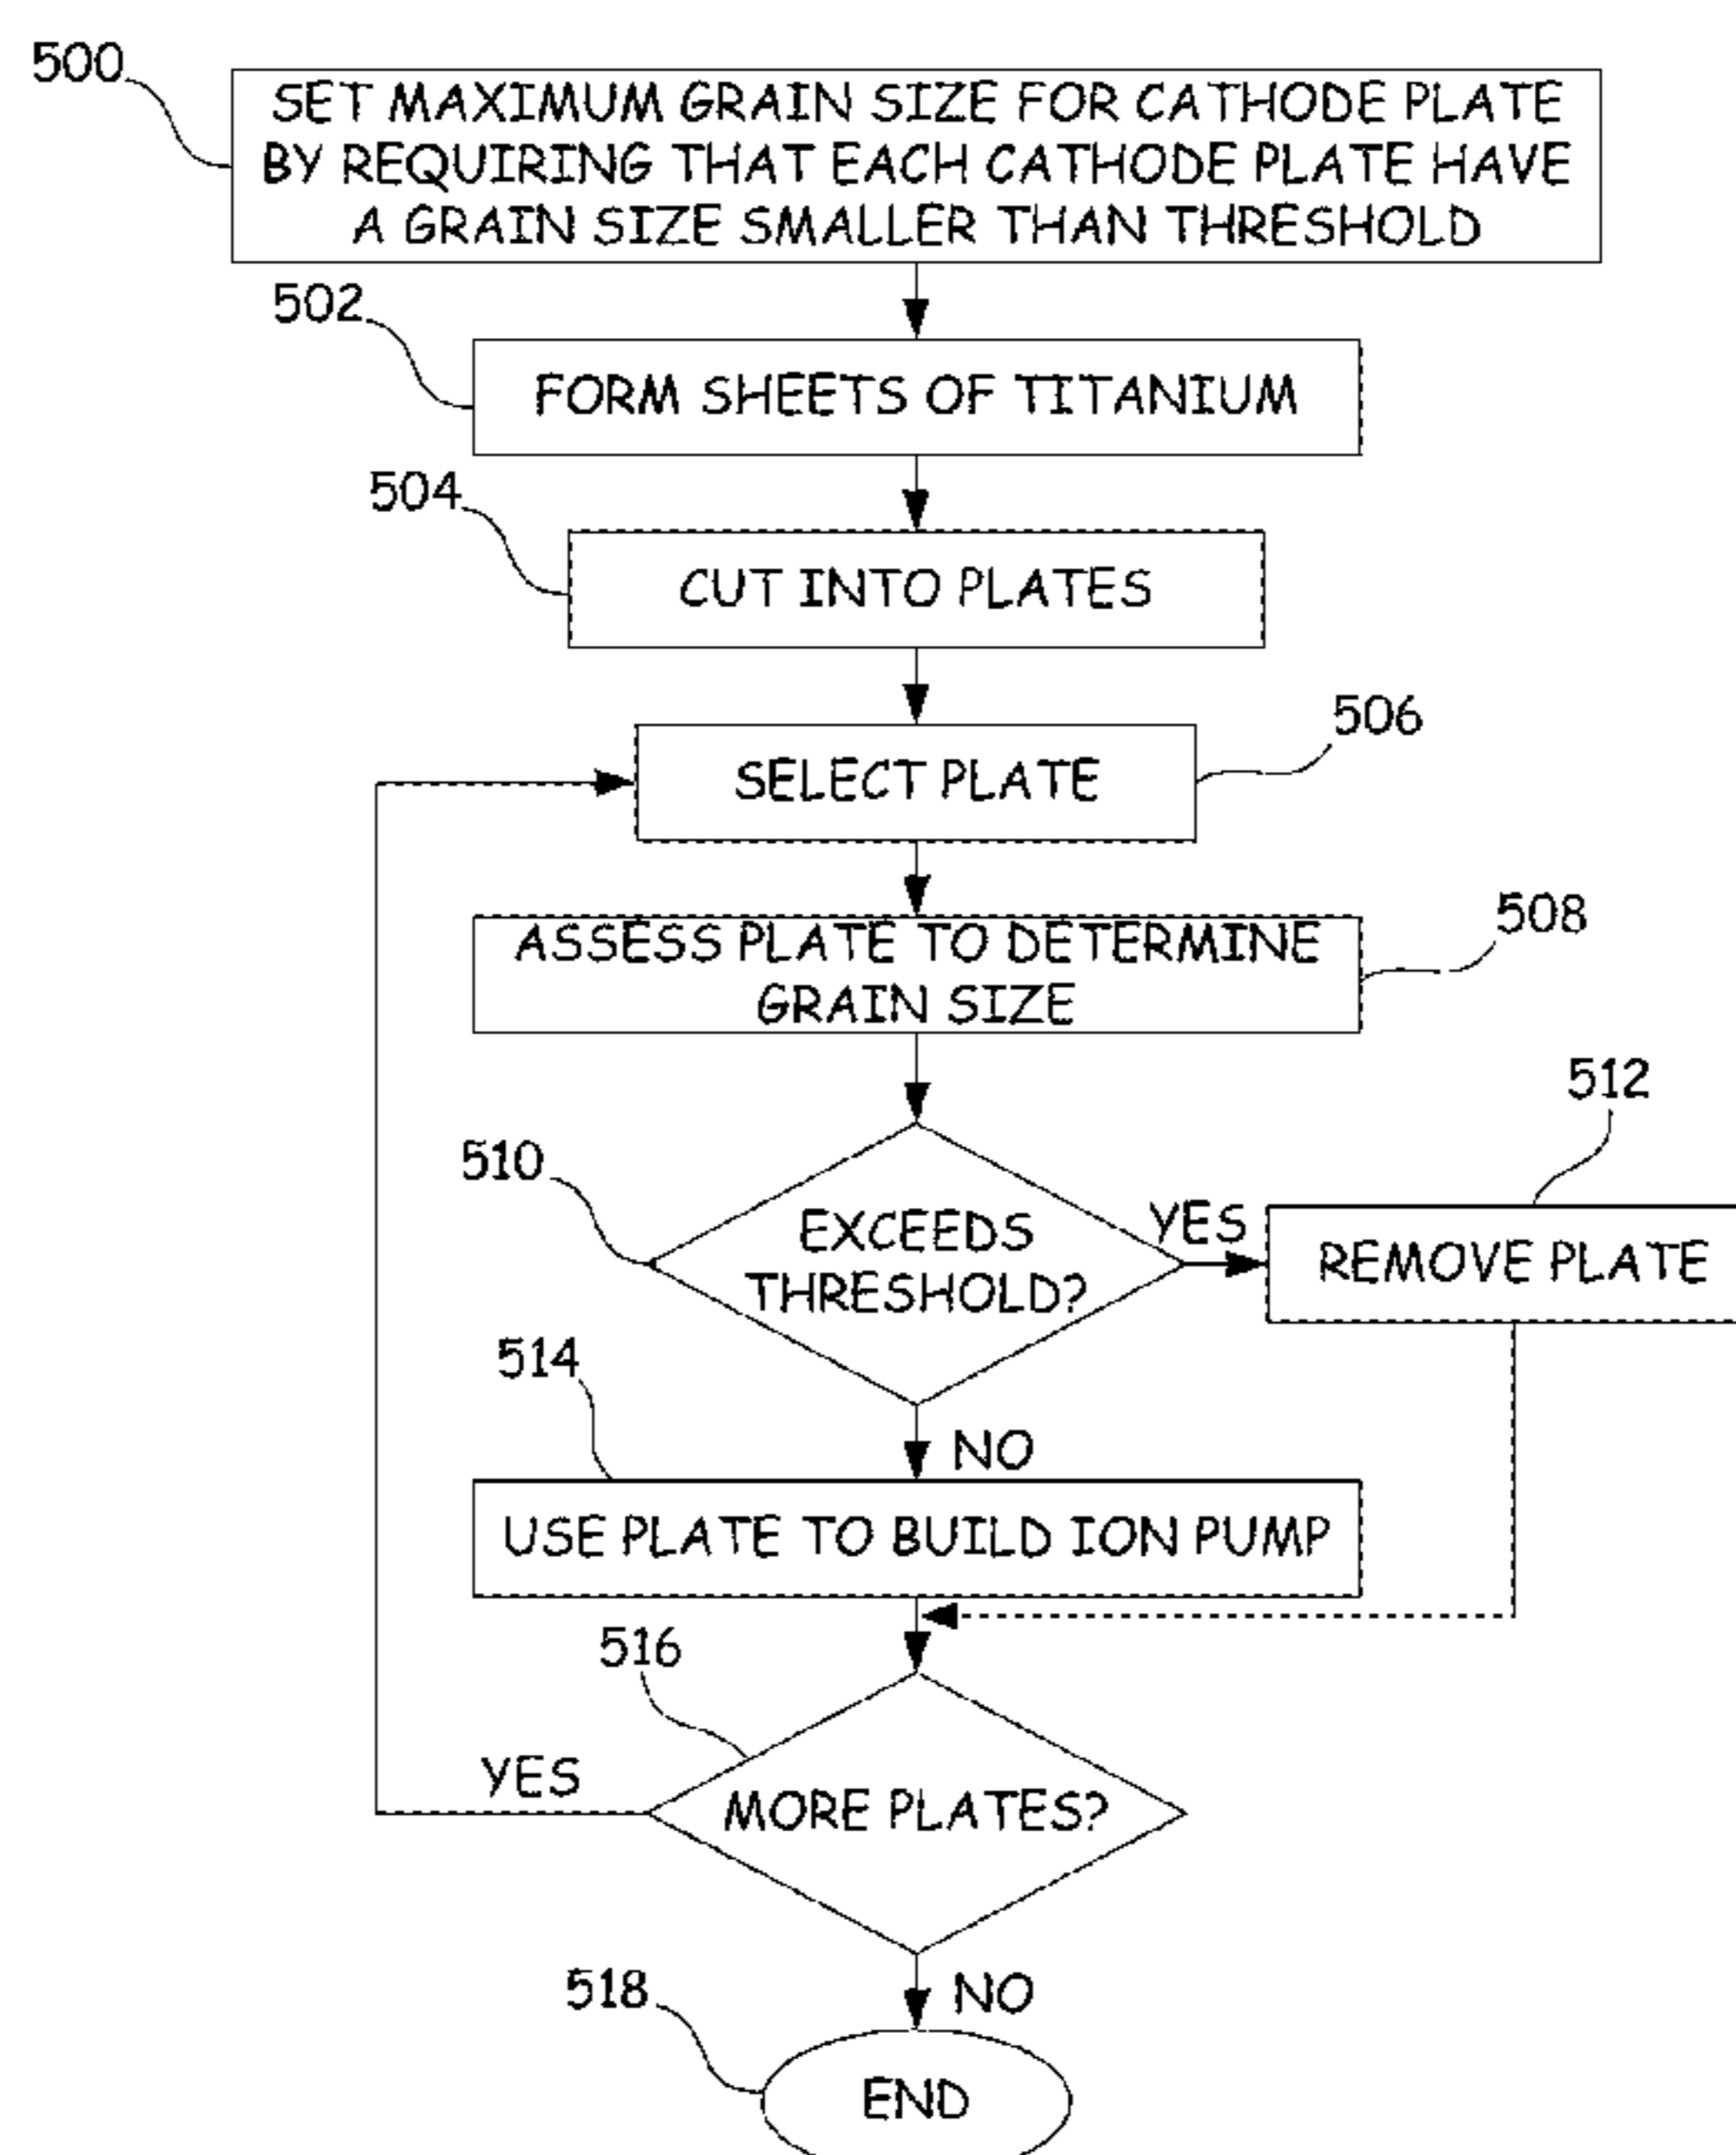 500
SET MAXIMUM GRAIN SIZE FOR CATHODE PLATE
BY REQUIRING THAT EACH CATHODE PLATE HAVE
A GRAIN SIZE SMALLER THAN THRESHOLD
502
FORM SHEETS OF TITANIUM
504
CUT INTO PLATES
506
SELECT PLATE
508
ASSESS PLATE TO DETERMINE
GRAIN SIZE
510
EXCEEDS
THRESHOLD?
YES
512
REMOVE PLATE
NO
514
USE PLATE TO BUILD ION PUMP
516
MORE PLATES?
YES
NO
518
END